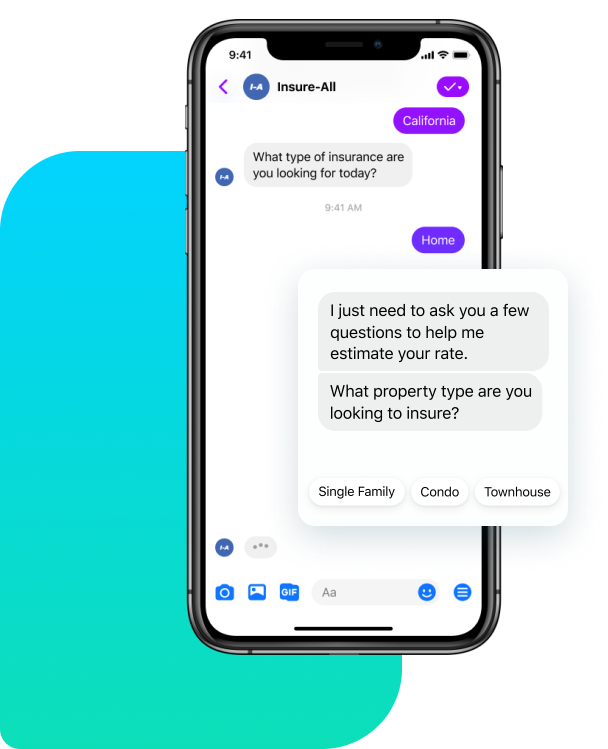 9:41
I-A
Insure-All
California
What type of insurance are
you looking for today?
I-A
9:41 AM
Home
I just need to ask you a few
questions to help me
estimate your rate.
What property type are you
looking to insure?
Single Family
Condo
Townhouse
I-A
GIF
Aa